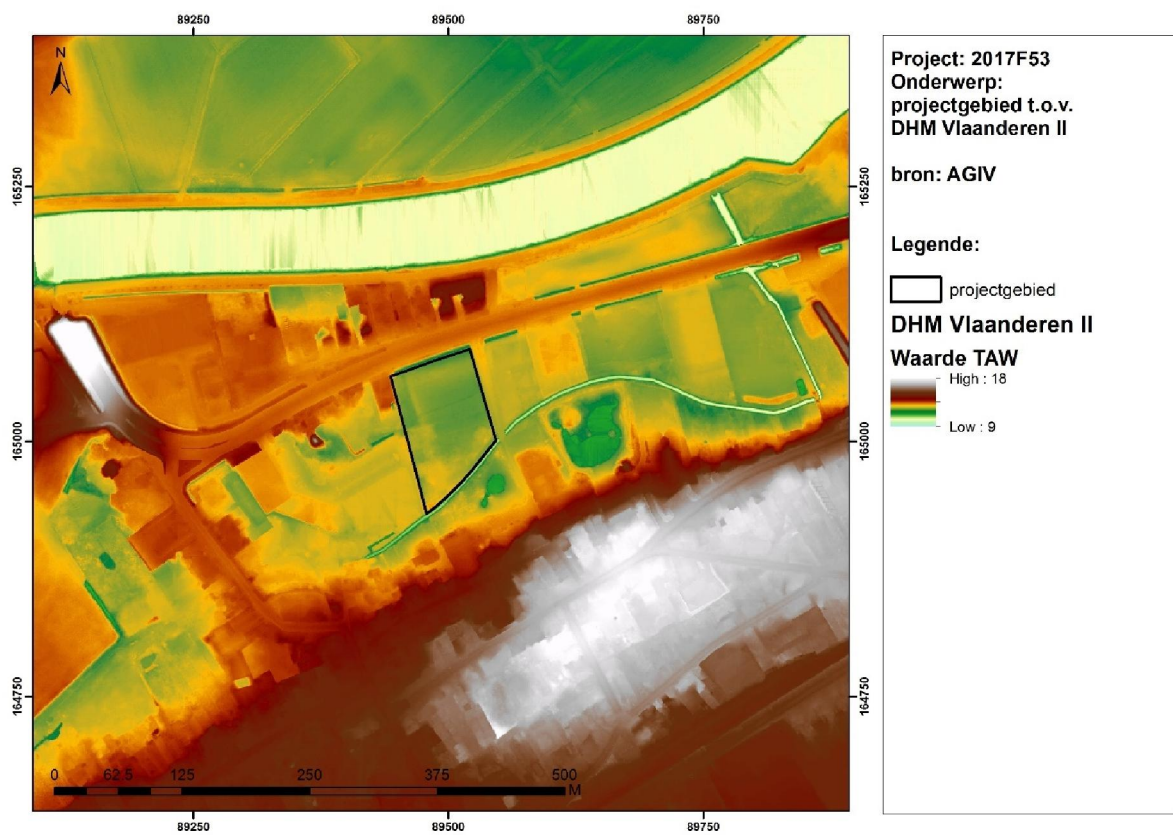 89250
89500
89750
N
165250
165000
164750
165250
165000
164750
0
62.5
125
250
375
500
M
89250
89500
89750
Project: 2017F53
Onderwerp:
projectgebied t.o.v.
DHM Vlaanderen II
bron: AGIV
Legende:
projectgebied
DHM Vlaanderen II
Waarde TAW
High : 18
Low : 9